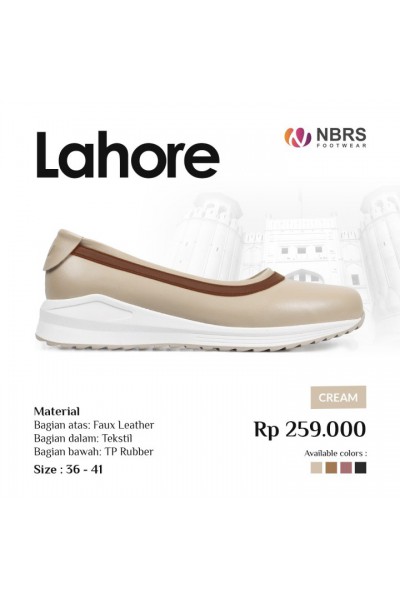 NBRS
FOOTWEAR
Lahore
CREAM
Material
Bagian atas: Faux Leather
Bagian dalam: Tekstil
Bagian bawah: TP Rubber
Size : 36 - 41
Rp 259.000
Available colors :